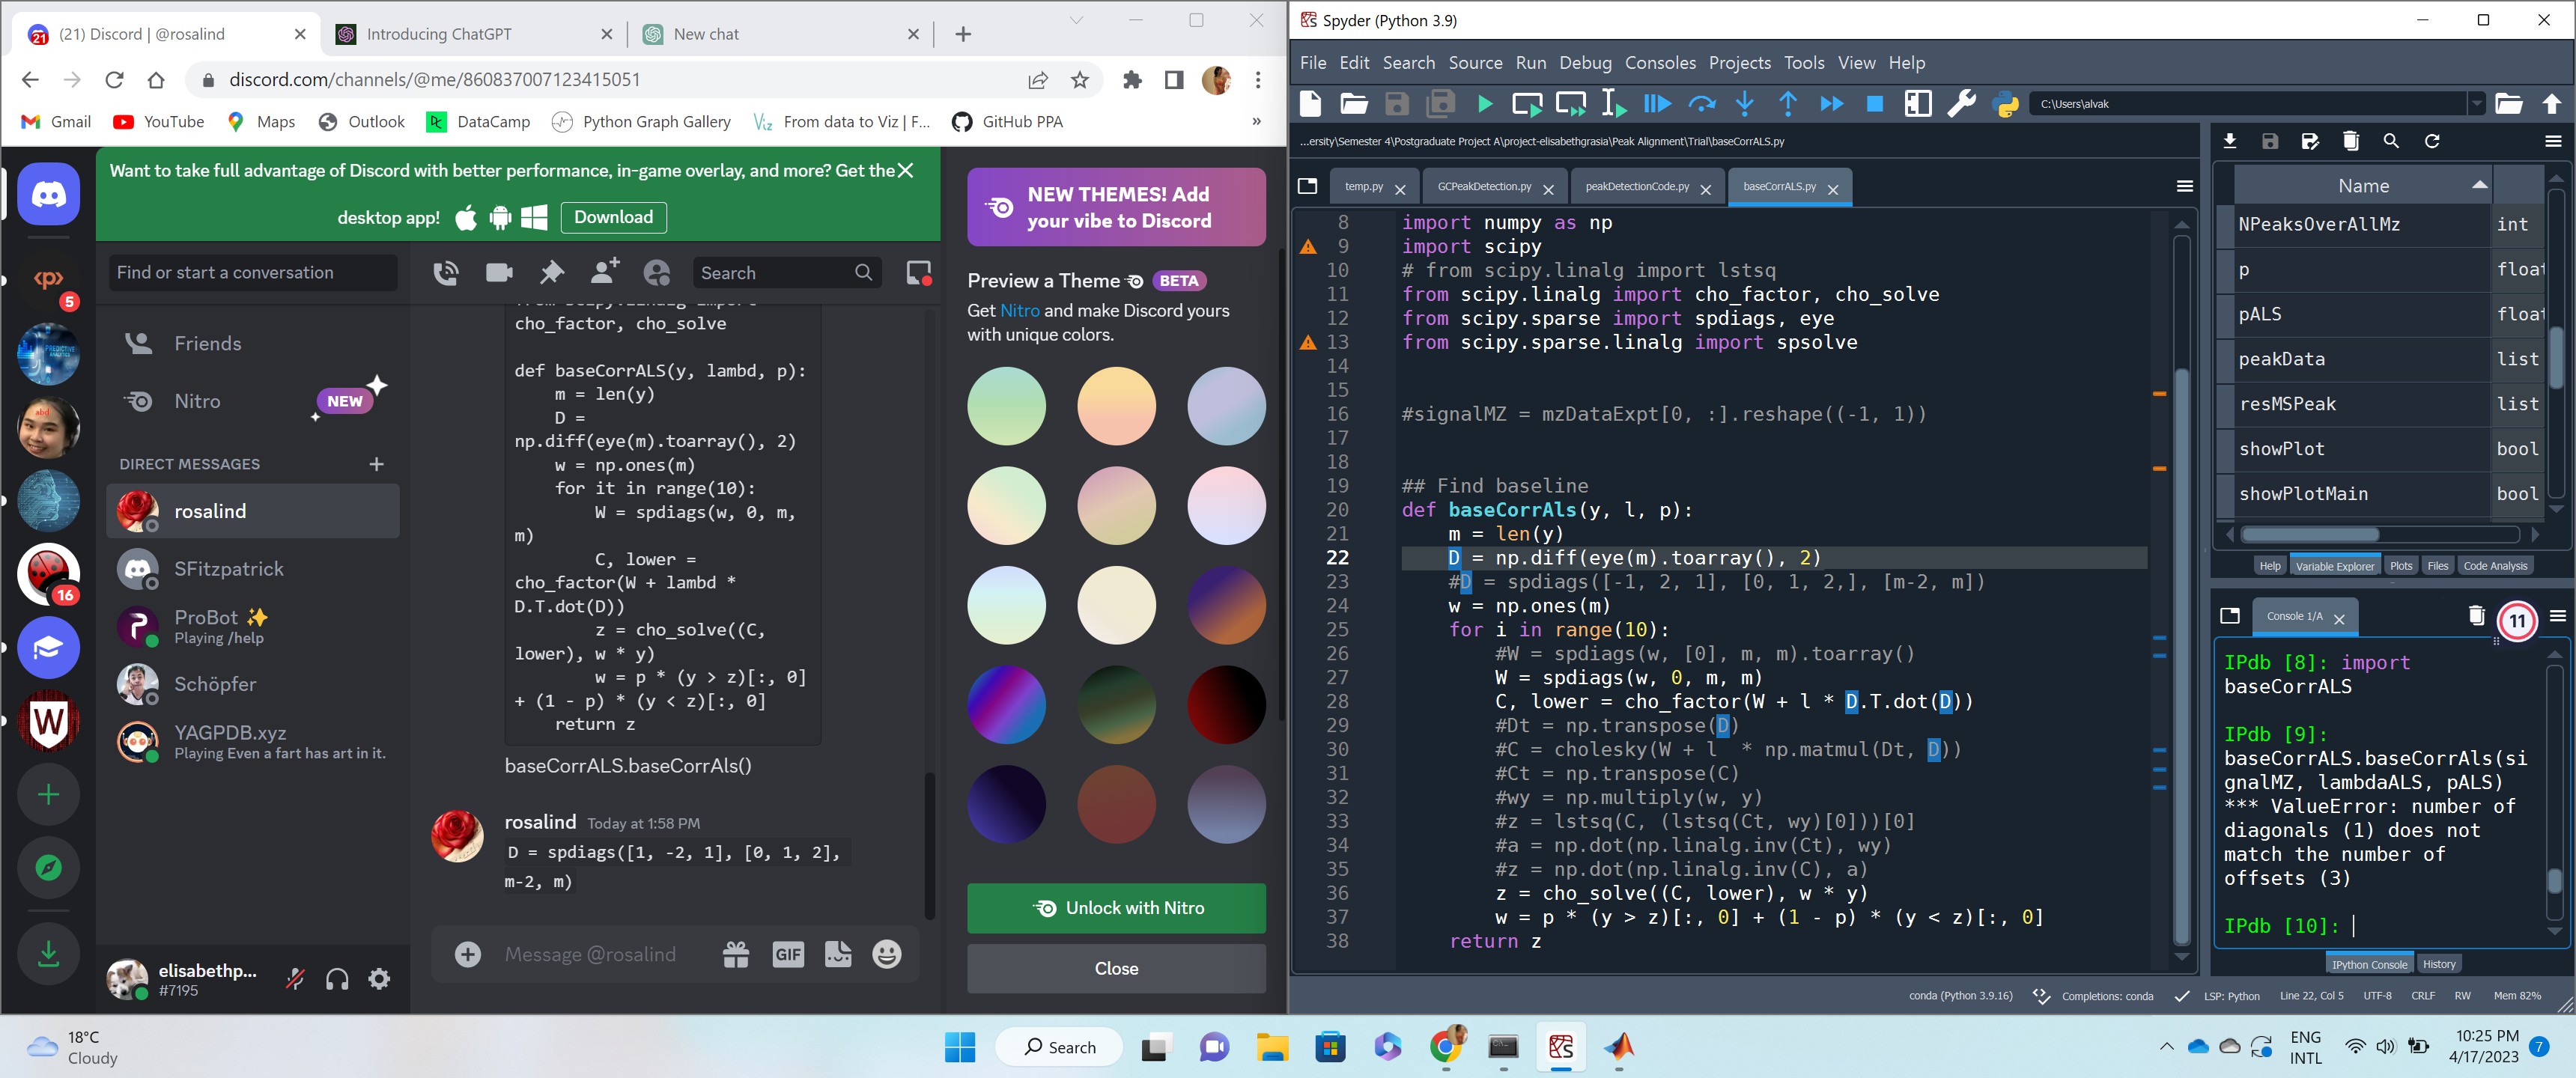 (21) Discord | @rosalind
Introducing ChatGPT
New chat
discord.com/channels/@me/860837007123415051
Gmail
YouTube
Maps
Outlook
DataCamp
Python Graph Gallery
From data to Viz | F...
GitHub PPA
»
Want to take full advantage of Discord with better performance, in-game overlay, and more? Get the
desktop app!
Download
Find or start a conversation
Search
Friends
Nitro
NEW
DIRECT MESSAGES
rosalind
SFitzpatrick
ProBot ✨
Playing /help
Schöpfer
YAGPDB.xyz
Playing Even a fart has art in it.
5
16
elisabethp...
#7195
cho_factor, cho_solve
def baseCorrALS(y, lambd, p):
m = len(y)
D =
np.diff(eye(m).toarray(), 2)
w = np.ones(m)
for it in range(10):
W = spdiags(w, 0, m,
m)
C, lower =
cho_factor(W + lambd *
D.T.dot(D))
z = cho_solve((C,
lower), w * y)
w = p * (y > z)[:, 0]
+ (1 - p) * (y < z)[:, 0]
return z
baseCorrALS.baseCorrAls()
rosalind Today at 1:58 PM
D = spdiags([1, -2, 1], [0, 1, 2],
m-2, m)
Message @rosalind
GIF
NEW THEMES! Add
your vibe to Discord
Preview a Theme BETA
Get Nitro and make Discord yours
with unique colors.
Unlock with Nitro
Close
Spyder (Python 3.9)
File Edit Search Source Run Debug Consoles Projects Tools View Help
C:\Users\alvak
...ersity\Semester 4\Postgraduate Project A\project-elisabethgrasia\Peak Alignment\Trial\baseCorrALS.py
temp.py
GCPeakDetection.py
peakDetectionCode.py
baseCorrALS.py
8 import numpy as np
9 import scipy
10 # from scipy.linalg import lstsq
11 from scipy.linalg import cho_factor, cho_solve
12 from scipy.sparse import spdiags, eye
13 from scipy.sparse.linalg import spsolve
14
15
16 #signalMZ = mzDataExpt[0, :].reshape((-1, 1))
17
18
19 ## Find baseline
20 def baseCorrAls(y, l, p):
21 m = len(y)
22 D = np.diff(eye(m).toarray(), 2)
23 #D = spdiags([-1, 2, 1], [0, 1, 2,], [m-2, m])
24 w = np.ones(m)
25 for i in range(10):
26 #W = spdiags(w, [0], m, m).toarray()
27 W = spdiags(w, 0, m, m)
28 C, lower = cho_factor(W + l * D.T.dot(D))
29 #Dt = np.transpose(D)
30 #C = cholesky(W + l  * np.matmul(Dt, D))
31 #Ct = np.transpose(C)
32 #wy = np.multiply(w, y)
33 #z = lstsq(C, (lstsq(Ct, wy)[0]))[0]
34 #a = np.dot(np.linalg.inv(Ct), wy)
35 #z = np.dot(np.linalg.inv(C), a)
36 z = cho_solve((C, lower), w * y)
37 w = p * (y > z)[:, 0] + (1 - p) * (y < z)[:, 0]
38 return z
Name
NPeaksOverAllMz int
p float
pALS float
peakData list
resMSPeak list
showPlot bool
showPlotMain bool
Help
Variable Explorer
Plots
Files
Code Analysis
Console 1/A
11
IPdb [8]: import
baseCorrALS
IPdb [9]:
baseCorrALS.baseCorrAls(si
gnalMZ, lambdaALS, pALS)
*** ValueError: number of
diagonals (1) does not
match the number of
offsets (3)
IPdb [10]:
IPython Console
History
conda (Python 3.9.16)
Completions: conda
LSP: Python
Line 22, Col 5
UTF-8
CRLF
RW
Mem 82%
18°C
Cloudy
Search
ENG
INTL
10:25 PM
4/17/2023
7